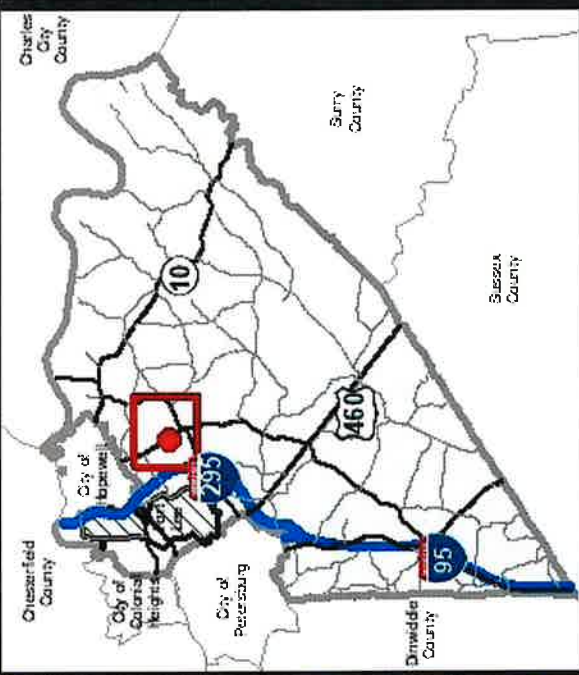 Charles
City
County
Chesterfield
County
City of
Hopewell
City of
Colonial
Heights
Surry
County
10
295
City of
Petersburg
460
Sussex
County
95
Dinwiddie
County